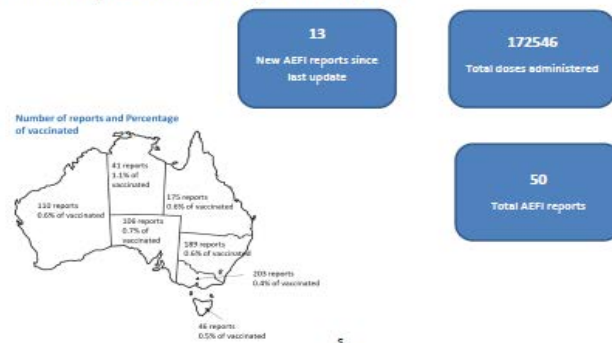 13
New AEFI reports since
last update
172546
Total doses administered
50
Total AEFI reports
Number of reports and Percentage
of vaccinated
41 reports
1.1% of
vaccinated
175 reports
0.6% of vaccinated
110 reports
0.6% of vaccinated
106 reports
0.7% of
vaccinated
189 reports
0.6% of vaccinated
203 reports
0.4% of vaccinated
46 reports
0.5% of vaccinated